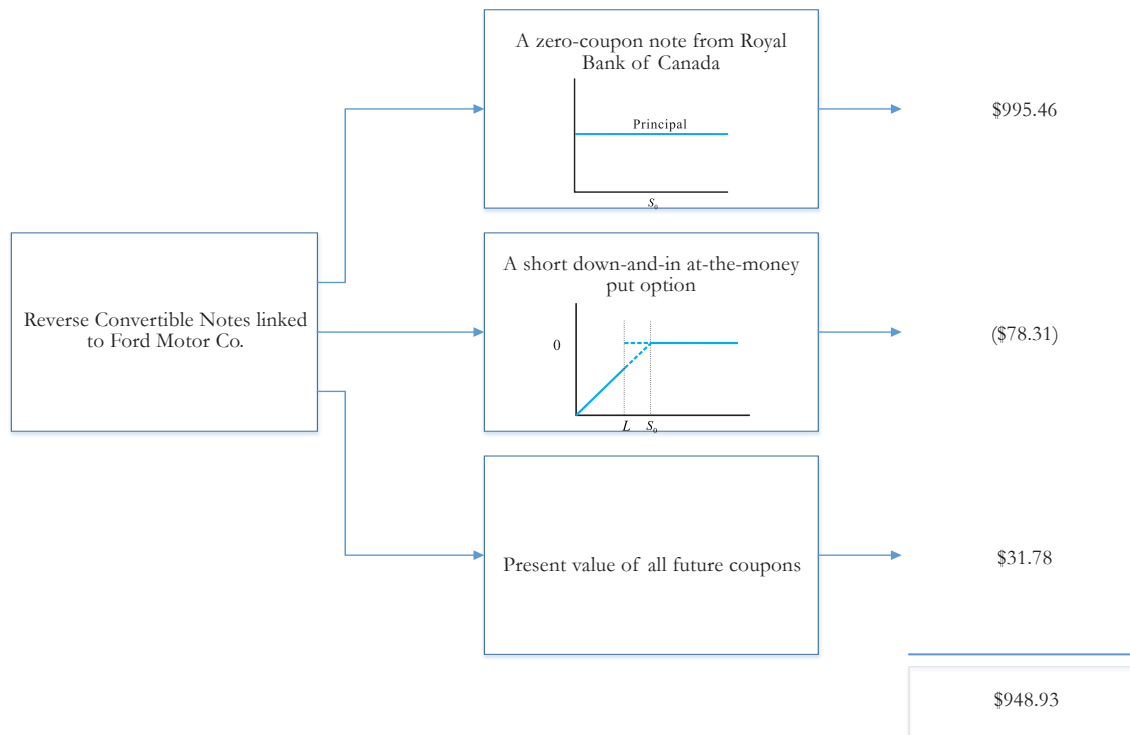 A zero-coupon note from Royal
Bank of Canada
Principal
S₀
$995.46
Reverse Convertible Notes linked
to Ford Motor Co.
A short down-and-in at-the-money
put option
0
L S₀
($78.31)
Present value of all future coupons
$31.78
$948.93